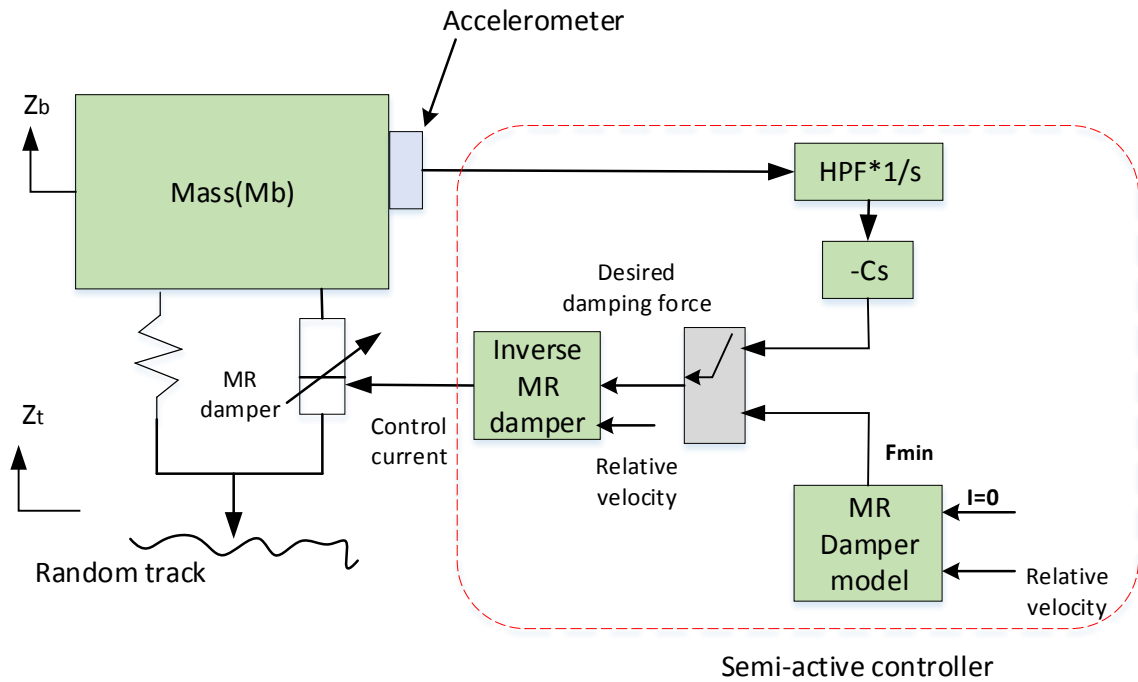 Accelerometer
Zb
Mass(Mb)
HPF*1/s
-Cs
Desired
damping force
Inverse
MR
damper
MR
damper
Zt
Control
current
Relative
velocity
Fmin
I=0
MR
Damper
model
Relative
velocity
Random track
Semi-active controller